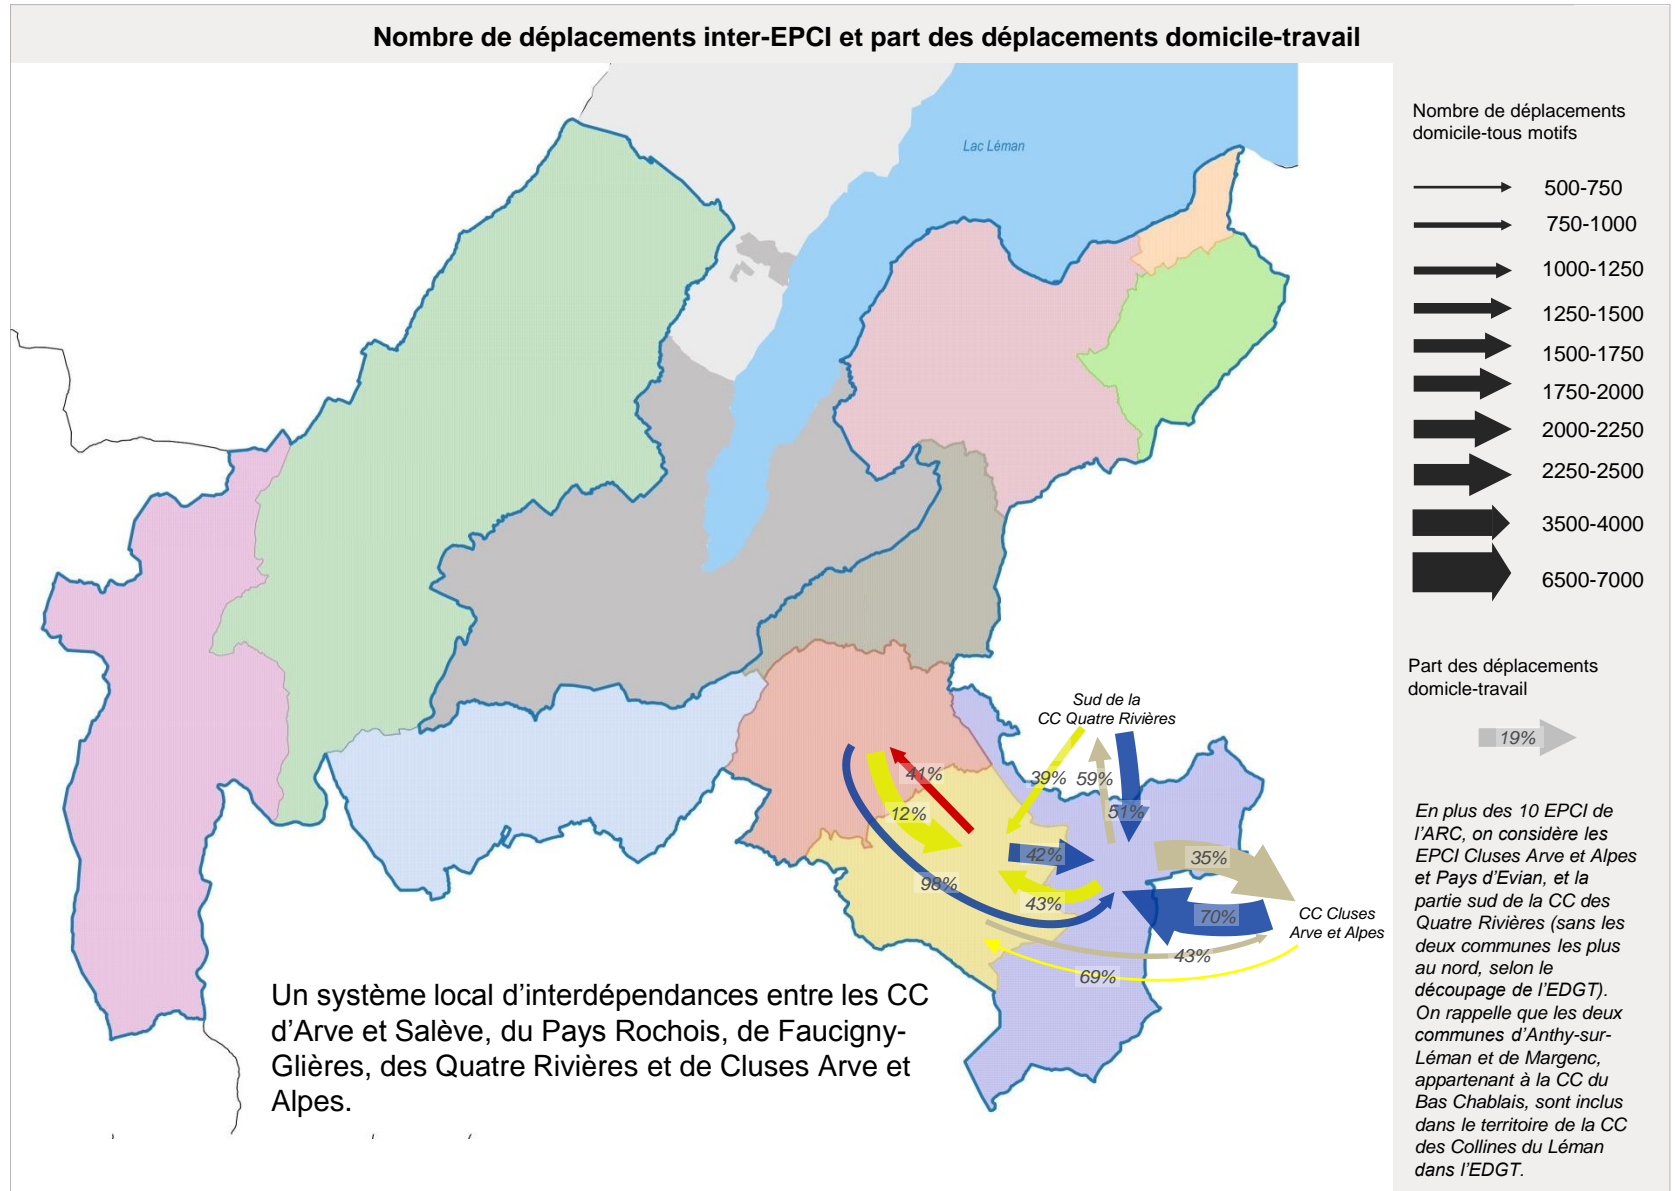 Nombre de déplacements inter-EPCI et part des déplacements domicile-travail
Lac Léman
Sud de la
CC Quatre Rivières
41%
39%
59%
12%
51%
42%
35%
98%
43%
70%
CC Cluses
Arve et Alpes
43%
69%
Un système local d’interdépendances entre les CC
d’Arve et Salève, du Pays Rochois, de Faucigny-
Glières, des Quatre Rivières et de Cluses Arve et
Alpes.
Nombre de déplacements
domicile-tous motifs
500-750
750-1000
1000-1250
1250-1500
1500-1750
1750-2000
2000-2250
2250-2500
3500-4000
6500-7000
Part des déplacements
domicle-travail
19%
En plus des 10 EPCI de
l’ARC, on considère les
EPCI Cluses Arve et Alpes
et Pays d’Evian, et la
partie sud de la CC des
Quatre Rivières (sans les
deux communes les plus
au nord, selon le
découpage de l’EDGT).
On rappelle que les deux
communes d’Anthy-sur-
Léman et de Margenc,
appartenant à la CC du
Bas Chablais, sont inclus
dans le territoire de la CC
des Collines du Léman
dans l’EDGT.